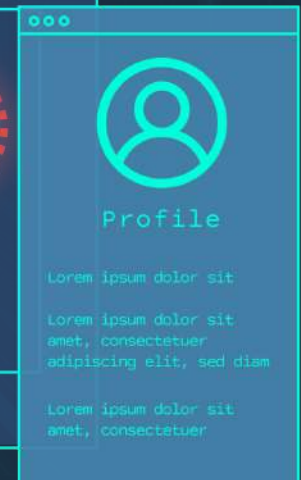 Profile
Lorem ipsum dolor sit
Lorem ipsum dolor sit
amet, consectetuer
adipiscing elit, sed diam
Lorem ipsum dolor sit
amet, consectetuer